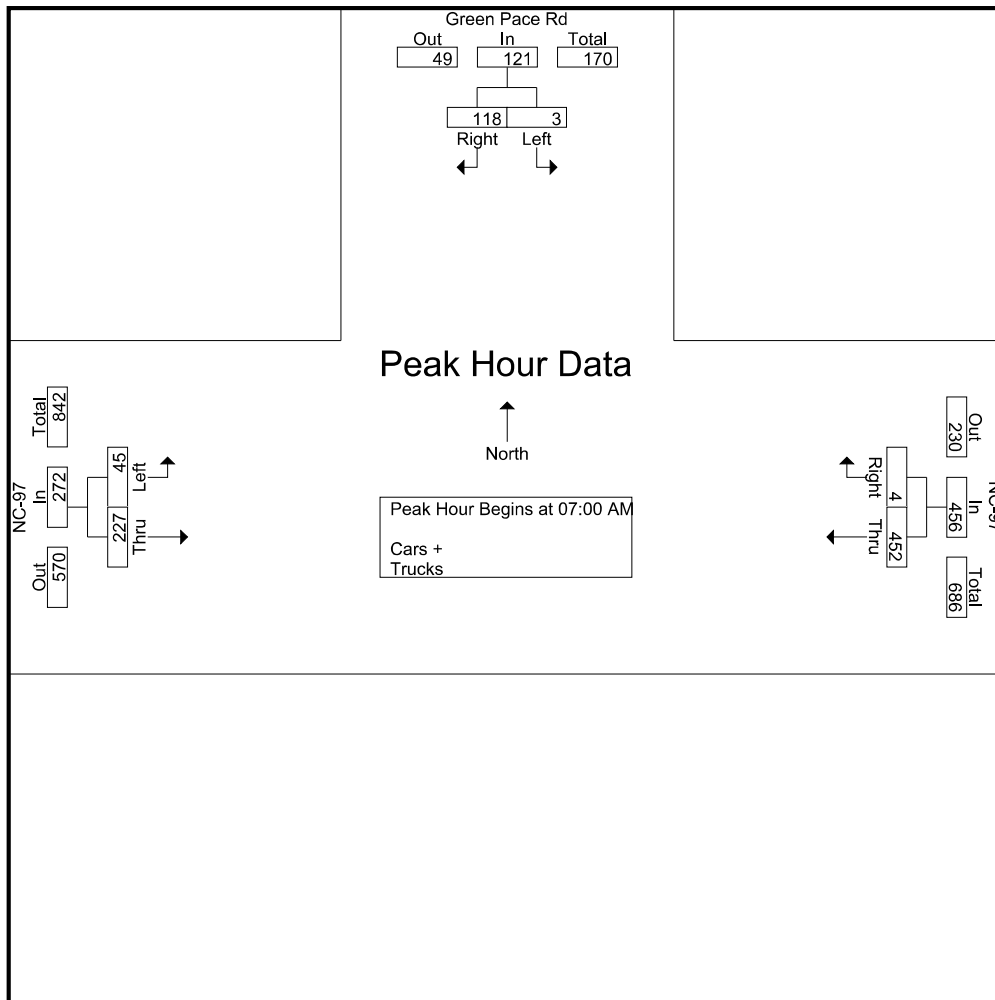 Green Pace Rd
Out In Total
49 121 170
118 3
Right Left
Peak Hour Data
North
Peak Hour Begins at 07:00 AM
Cars +
Trucks
NC-97
Out In Total
570 272 842
227 45
Thru Left
NC-97
Out In Total
230 456 686
4 452
Right Thru